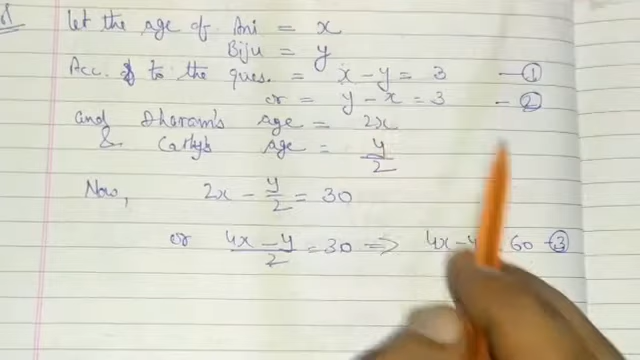 let the age of Ani = x
Biju = y
Acc. to the ques. = x - y = 3 - ①
or = y - x = 3 - ②
and Dharam's age = 2x
& age = y/2
Now, 2x - y/2 = 30
or (4x - y)/2 = 30 => 4x - 60 - ③